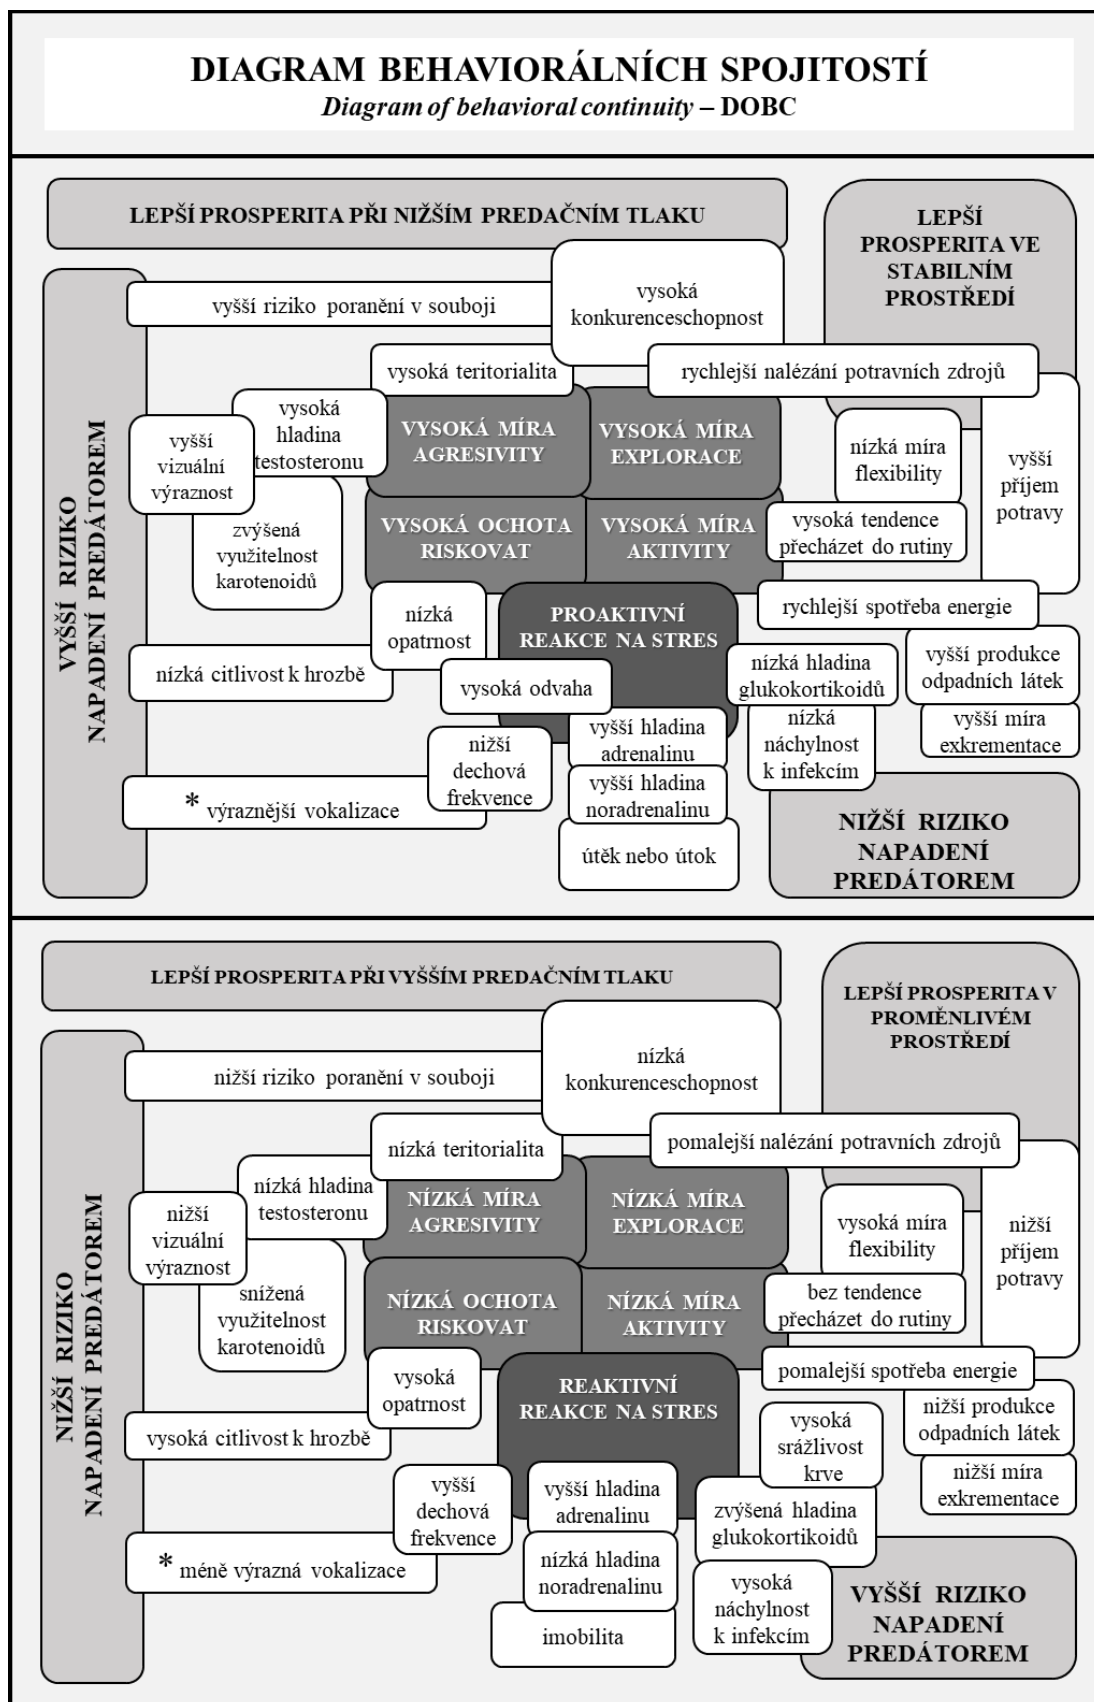 DIAGRAM BEHAVIORÁLNÍCH SPOJITOSTÍ
Diagram of behavioral continuity – DOBC
LEPŠÍ PROSPERITA PŘI NIŽŠÍM PREDAČNÍM TLAKU
LEPŠÍ
PROSPERITA VE
STABILNÍM
PROSTŘEDÍ
VYŠŠÍ RIZIKO
NAPADENÍ PREDÁTOREM
vyšší riziko poranění v souboji
vysoká
konkurenceschopnost
vysoká teritorialita
rychlejší nalézání potravních zdrojů
vysoká
hladina
testosteronu
vyšší
vizuální
výraznost
zvýšená
využitelnost
karotenoidů
VYSOKÁ MÍRA
AGRESIVITY
VYSOKÁ MÍRA
EXPLORACE
VYSOKÁ OCHOTA
RISKOVAT
VYSOKÁ MÍRA
AKTIVITY
nízká míra
flexibility
vyšší
příjem
potravy
vysoká tendence
přecházet do rutiny
PROAKTIVNÍ
REAKCE NA STRES
nízká
opatrnost
rychlejší spotřeba energie
nízká citlivost k hrozbě
vysoká odvaha
nízká hladina
glukokortikoidů
vyšší produkce
odpadních látek
nižší
dechová
frekvence
vyšší hladina
adrenalinu
nízká
náchylnost
k infekcím
vyšší míra
exkrementace
* výraznější vokalizace
vyšší hladina
noradrenalinu
útěk nebo útok
NIŽŠÍ RIZIKO
NAPADENÍ
PREDÁTOREM
LEPŠÍ PROSPERITA PŘI VYŠŠÍM PREDAČNÍM TLAKU
LEPŠÍ PROSPERITA V
PROMĚNLIVÉM
PROSTŘEDÍ
NIŽŠÍ RIZIKO
NAPADENÍ PREDÁTOREM
nižší riziko poranění v souboji
nízká
konkurenceschopnost
nízká teritorialita
pomalejší nalézání potravních zdrojů
nízká hladina
testosteronu
nižší
vizuální
výraznost
snížená
využitelnost
karotenoidů
NÍZKÁ MÍRA
AGRESIVITY
NÍZKÁ MÍRA
EXPLORACE
NÍZKÁ OCHOTA
RISKOVAT
NÍZKÁ MÍRA
AKTIVITY
vysoká míra
flexibility
nižší
příjem
potravy
bez tendence
přecházet do rutiny
REAKTIVNÍ
REAKCE NA STRES
vysoká
opatrnost
pomalejší spotřeba energie
vysoká citlivost k hrozbě
vysoká
srážlivost
krve
nižší produkce
odpadních látek
nižší míra
exkrementace
vyšší
dechová
frekvence
vyšší hladina
adrenalinu
zvýšená hladina
glukokortikoidů
* méně výrazná vokalizace
nízká hladina
noradrenalinu
vysoká
náchylnost
k infekcím
imobilita
VYŠŠÍ RIZIKO
NAPADENÍ
PREDÁTOREM